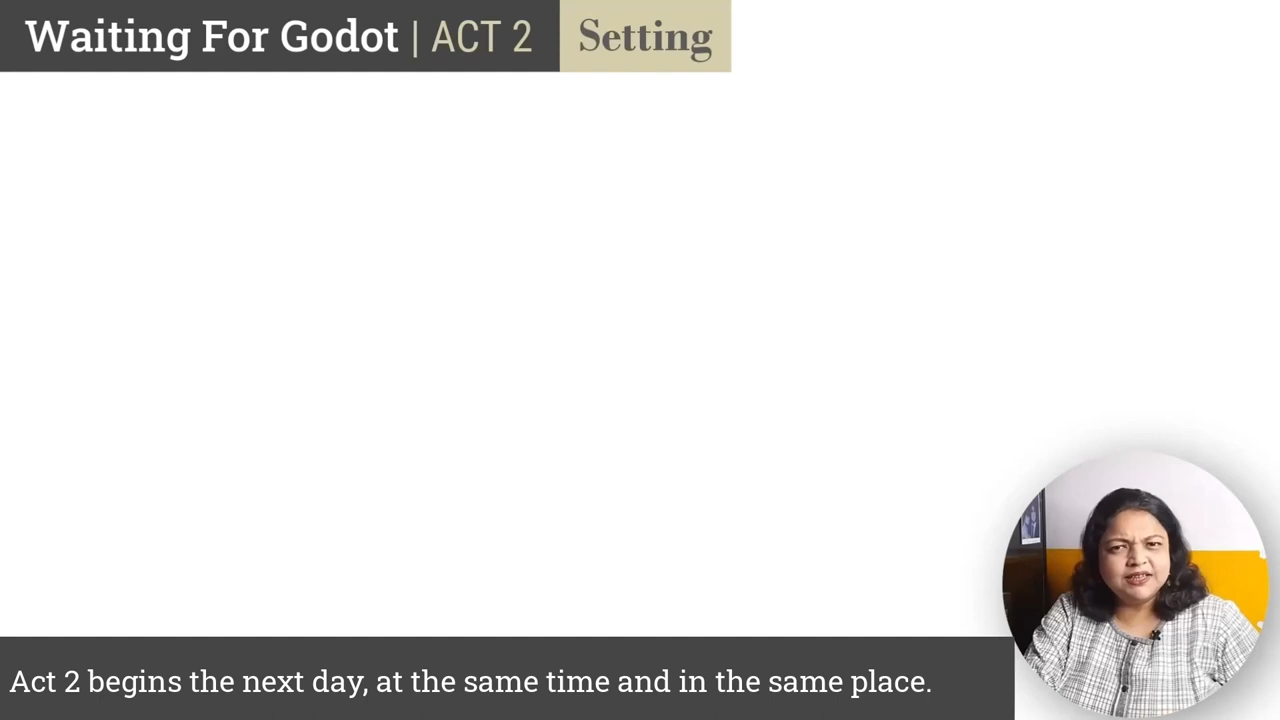 Waiting For Godot | ACT 2 Setting
Act 2 begins the next day, at the same time and in the same place.